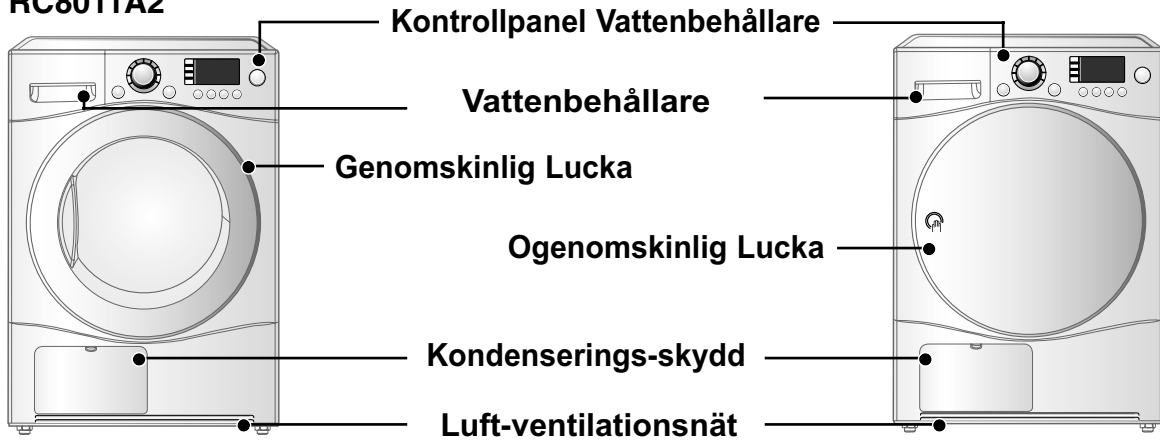 RC8011A2
Kontrollpanel Vattenbehållare
Vattenbehållare
Genomskinlig Lucka
Ogenomskinlig Lucka
Kondenserings-skydd
Luft-ventilationsnät